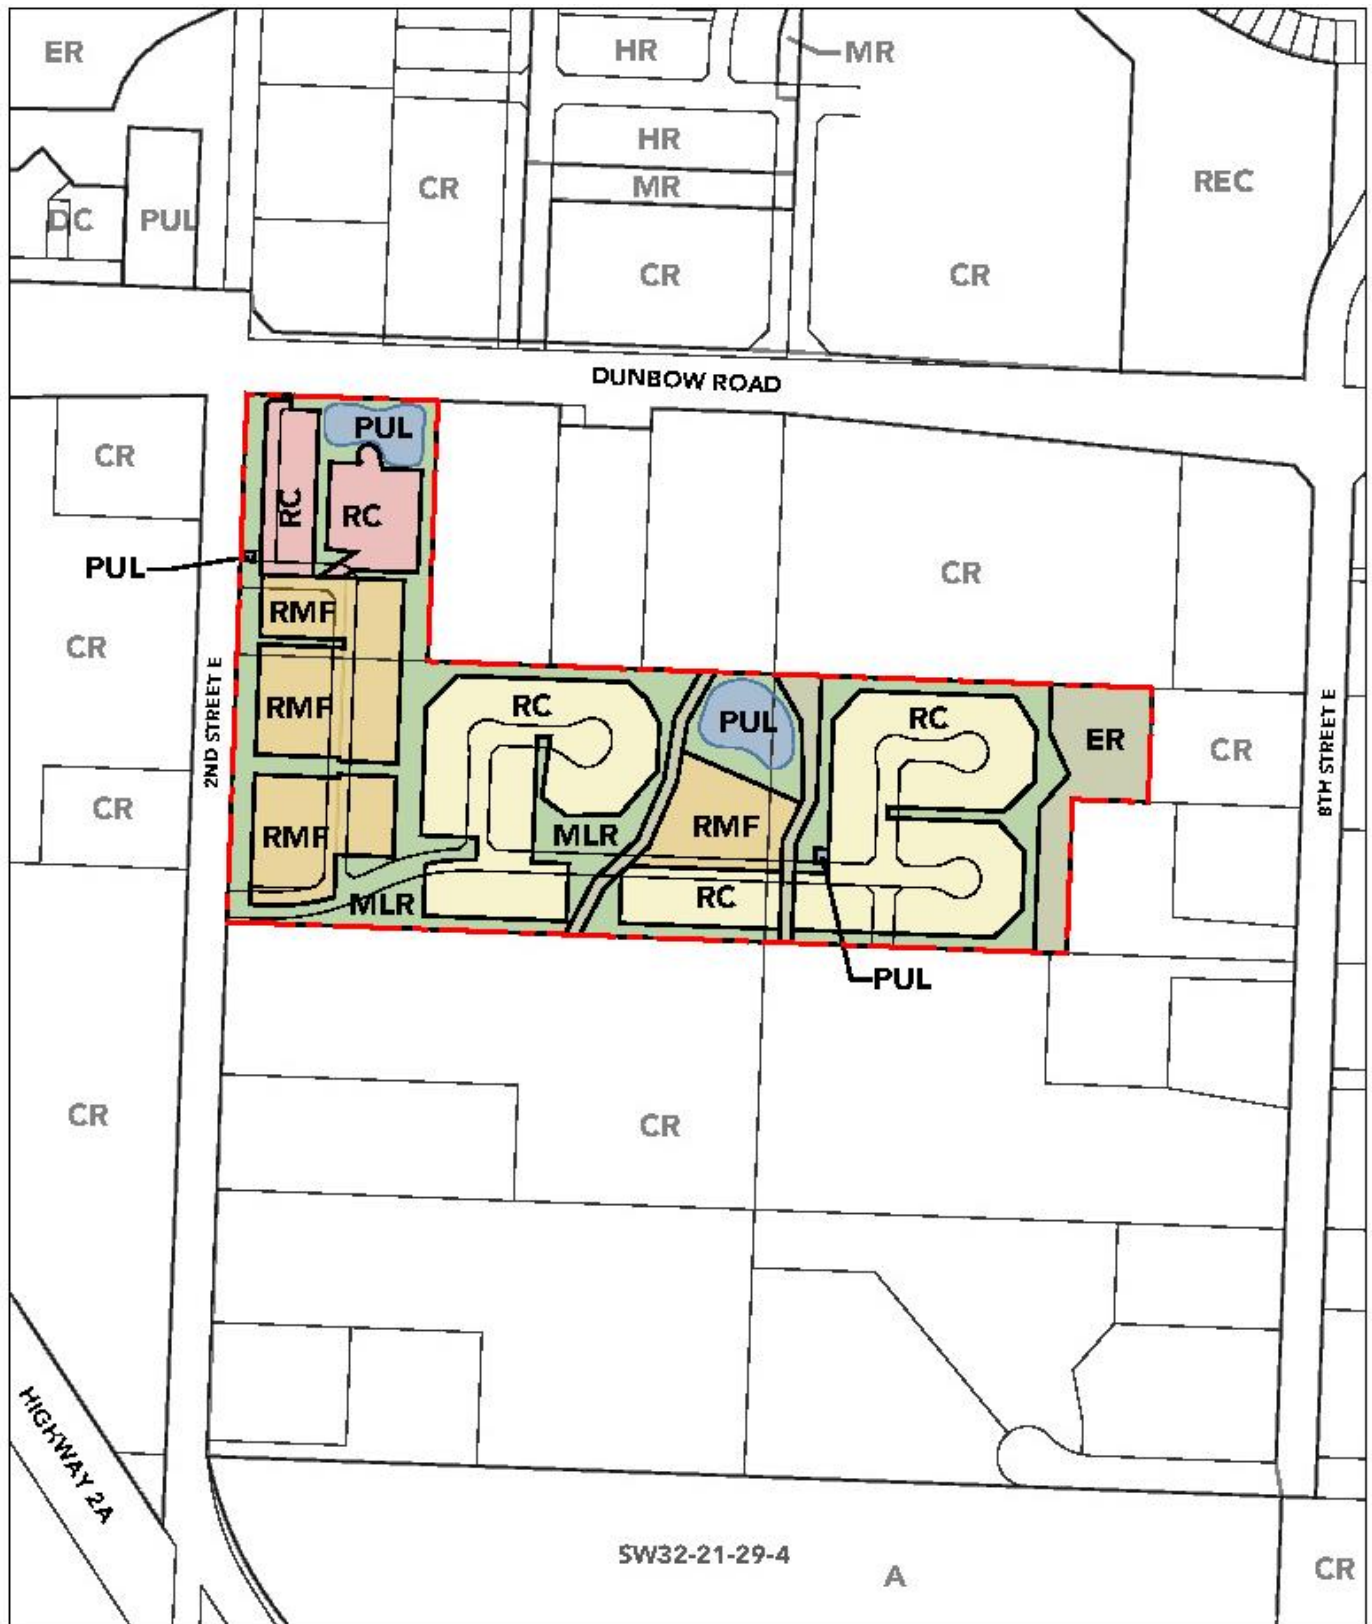 ER
HR
MR
HR
CR
MR
REC
DC
PUL
CR
CR
DUNBOW ROAD
PUL
CR
RC
RC
PUL
CR
RMF
CR
RMF
2ND STREET E
RC
PUL
RC
ER
CR
8TH STREET E
CR
RMF
MLR
RMF
MLR
RC
PUL
CR
CR
HIGHWAY 2A
SW32-21-29-4
A
CR